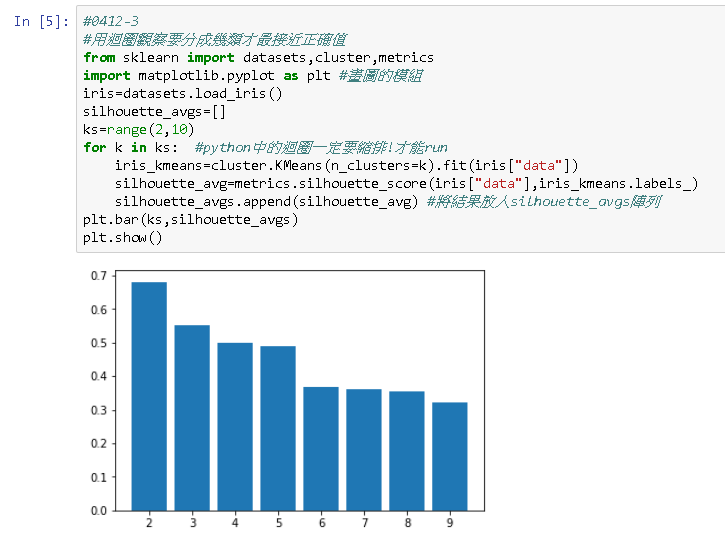 In [5]: #0412-3
#用迴圈觀察要分成幾類才最接近正確值
from sklearn import datasets,cluster,metrics
import matplotlib.pyplot as plt #畫圖的模組
iris=datasets.load_iris()
silhouette_avgs=[]
ks=range(2,10)
for k in ks:  #python中的迴圈一定要縮排!才能run
    iris_kmeans=cluster.KMeans(n_clusters=k).fit(iris["data"])
    silhouette_avg=metrics.silhouette_score(iris["data"],iris_kmeans.labels_)
    silhouette_avgs.append(silhouette_avg) #將結果放入silhouette_avgs陣列
plt.bar(ks,silhouette_avgs)
plt.show()
0.7
0.6
0.5
0.4
0.3
0.2
0.1
0.0
2 3 4 5 6 7 8 9